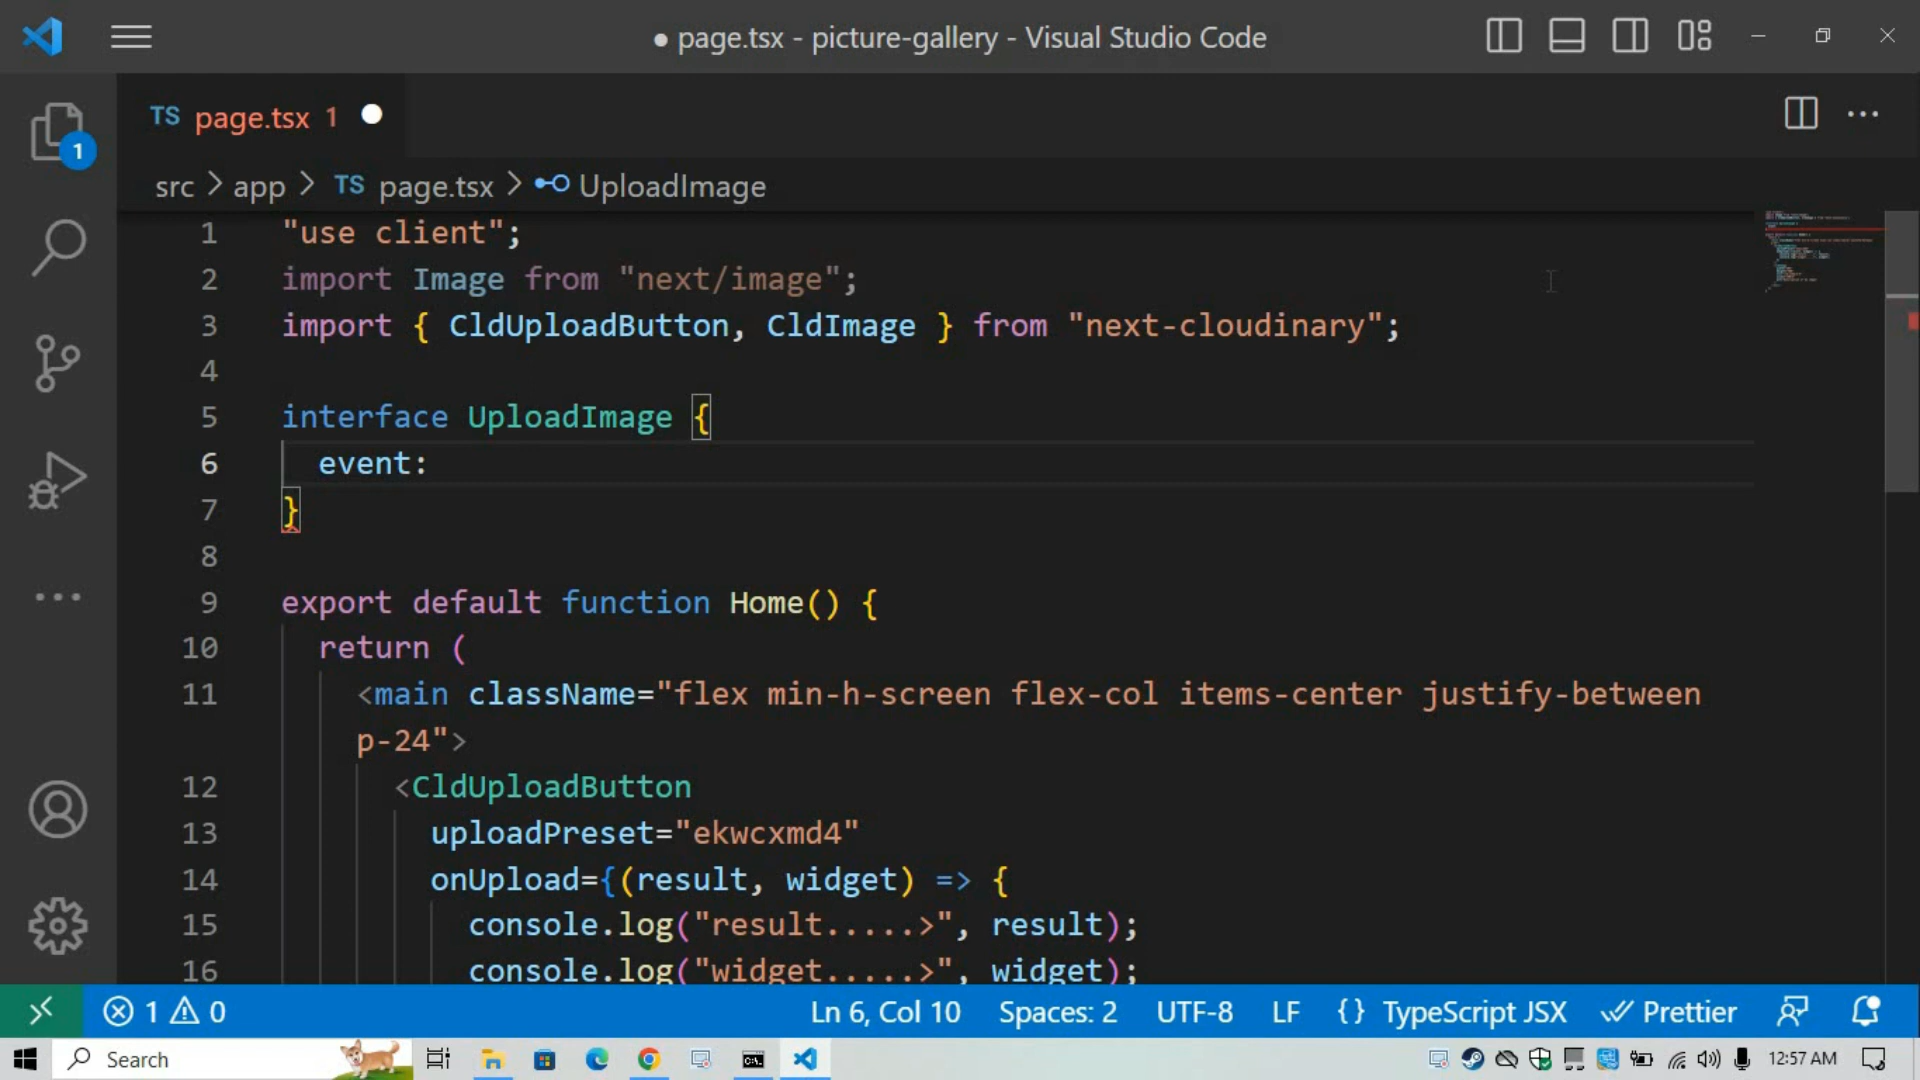 ● page.tsx - picture-gallery - Visual Studio Code
TS page.tsx 1
1
src > app > TS page.tsx > UploadImage
1 "use client";
2 import Image from "next/image";
3 import { CldUploadButton, CldImage } from "next-cloudinary";
4
5 interface UploadImage {
6 event:
7 }
8
9 export default function Home() {
10 return (
11 <main className="flex min-h-screen flex-col items-center justify-between
p-24">
12 <CldUploadButton
13 uploadPreset="ekwcxmd4"
14 onUpload={(result, widget) => {
15 console.log("result.....>", result);
16 console.log("widget.....>", widget);
1 0 Ln 6, Col 10 Spaces: 2 UTF-8 LF {} TypeScript JSX Prettier
Search 12:57 AM